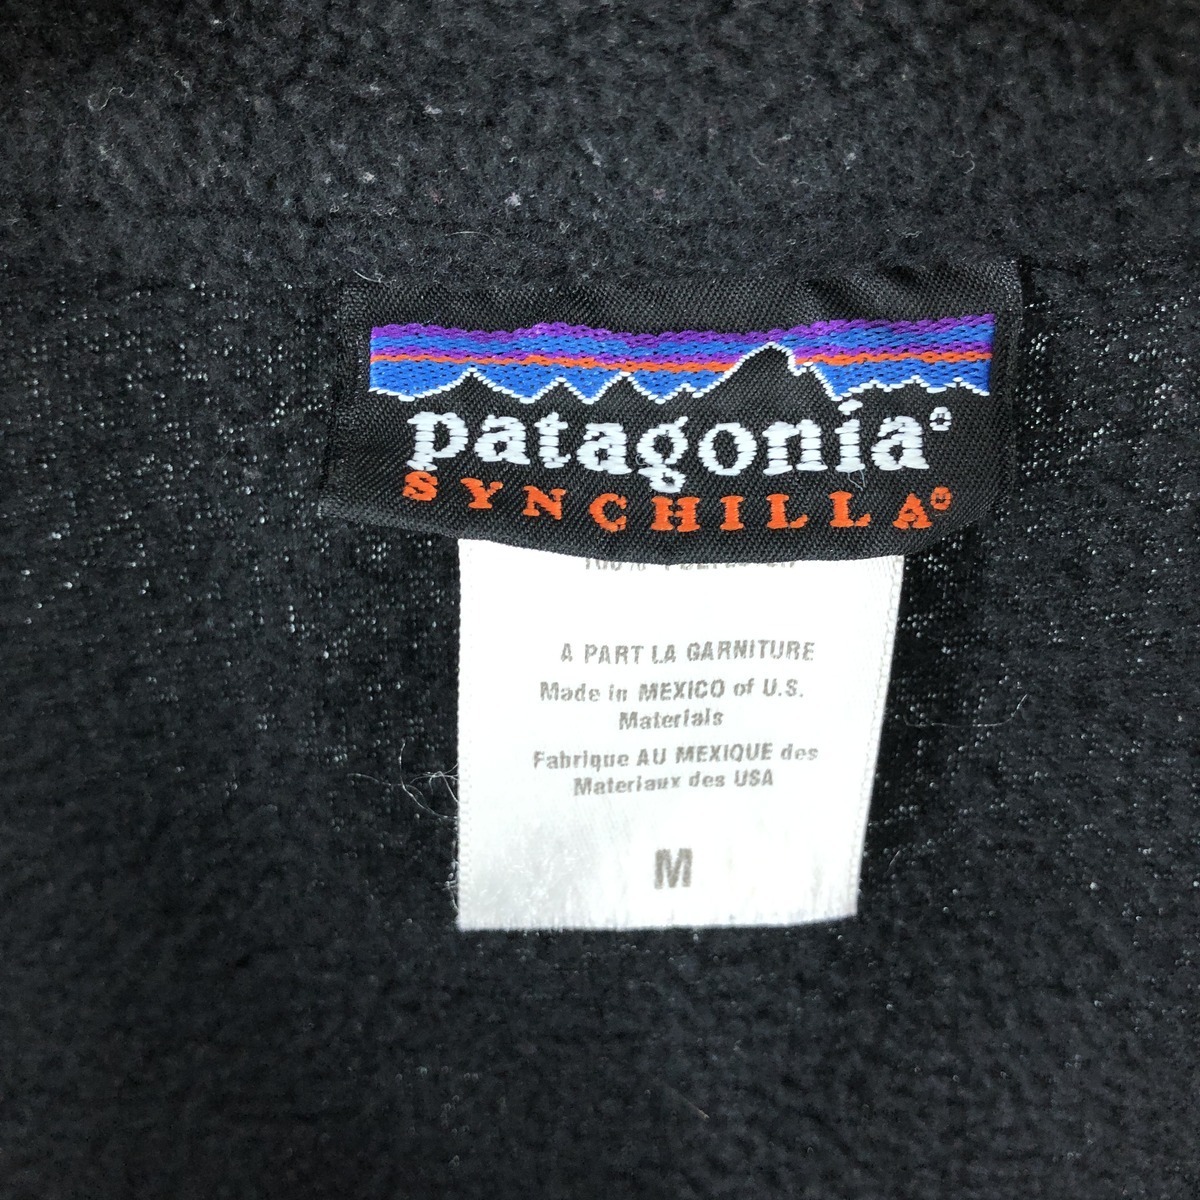 patagonia®
SYNCHILLA®
A PART LA GARNITURE
Made in MEXICO of U.S.
Materials
Fabrique AU MEXIQUE des
Materiaux des USA
M